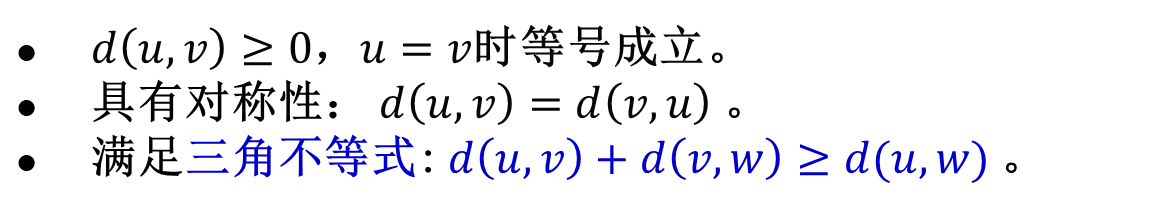 • d(u, v) ≥ 0，u = v时等号成立。
• 具有对称性： d(u, v) = d(v, u) 。
• 满足三角不等式: d(u, v) + d(v, w) ≥ d(u, w) 。